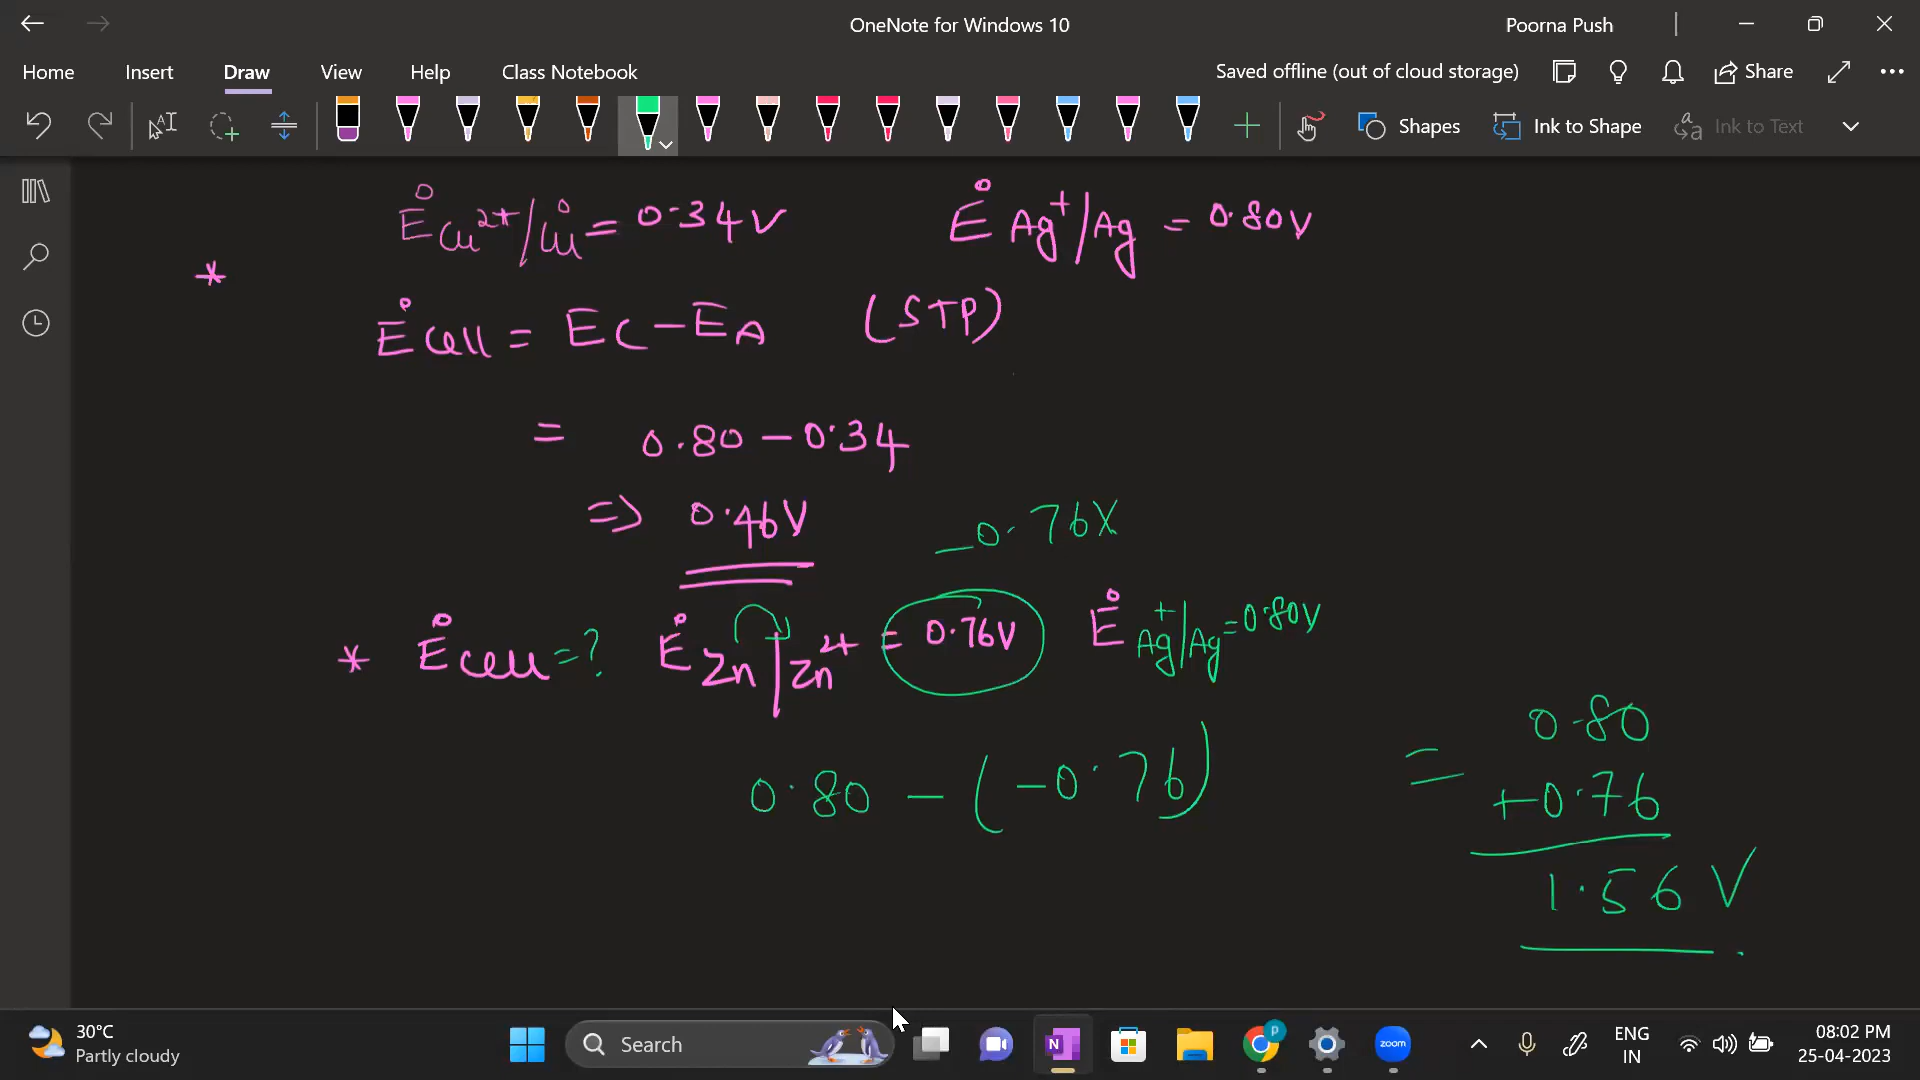 OneNote for Windows 10
Poorna Push
Home Insert Draw View Help Class Notebook
Saved offline (out of cloud storage) Share
Shapes Ink to Shape Ink to Text
E° Cu²⁺/Cu° = 0.34V E° Ag⁺/Ag = 0.80V
*
E°cell = EC - EA (STP)
= 0.80 - 0.34
=> 0.46V
-0.76X
* E°cell = ? E° Zn|Zn²⁺ = 0.76V E° Ag⁺|Ag = 0.80V
0.80 - (-0.76)
= 0.80
+0.76
1.56 V
30°C
Partly cloudy
Search
zoom
ENG
IN
08:02 PM
25-04-2023